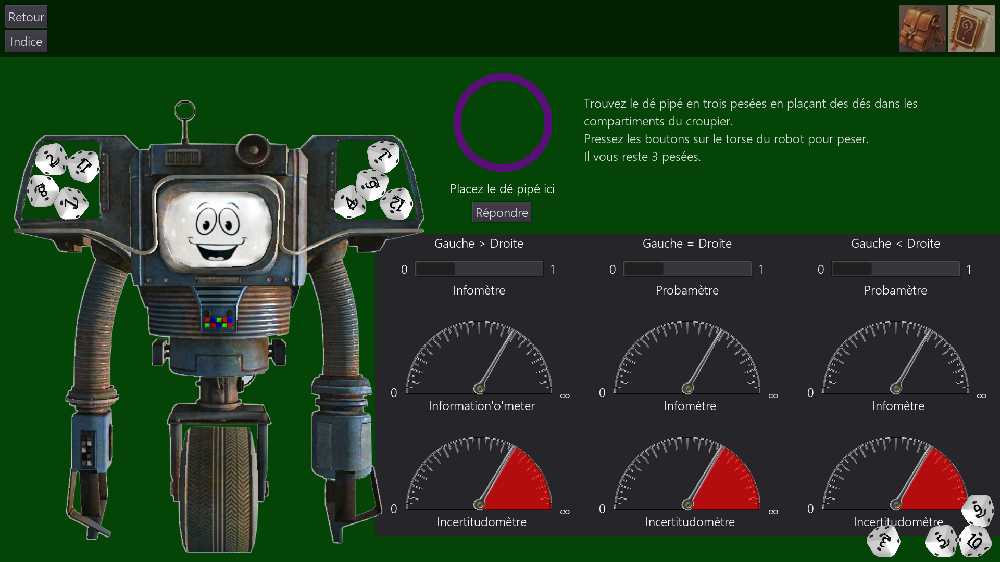 Retour
Indice
Trouvez le dé pipé en trois pesées en plaçant des dés dans les
compartiments du croupier.
Pressez les boutons sur le torse du robot pour peser.
Il vous reste 3 pesées.
Placez le dé pipé ici
Répondre
2 11
8 7
1
6
4 12
Gauche > Droite Gauche = Droite Gauche < Droite
0 1 0 1 0 1
Infomètre Probamètre Probamètre
0 ∞ 0 ∞ 0 ∞
Information'o'meter Infomètre Infomètre
0 ∞ 0 ∞ 0 ∞
Incertitudomètre Incertitudomètre Incertitudomètre
9
3 5 10